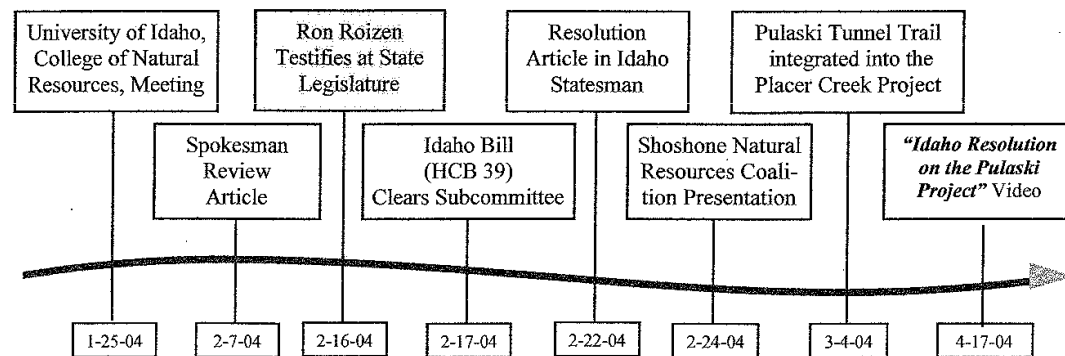 University of Idaho,
College of Natural
Resources, Meeting
Ron Roizen
Testifies at State
Legislature
Resolution
Article in Idaho
Statesman
Pulaski Tunnel Trail
integrated into the
Placer Creek Project
Spokesman
Review
Article
Idaho Bill
(HCB 39)
Clears Subcommittee
Shoshone Natural
Resources Coali-
tion Presentation
"Idaho Resolution
on the Pulaski
Project" Video
1-25-04
2-7-04
2-16-04
2-17-04
2-22-04
2-24-04
3-4-04
4-17-04